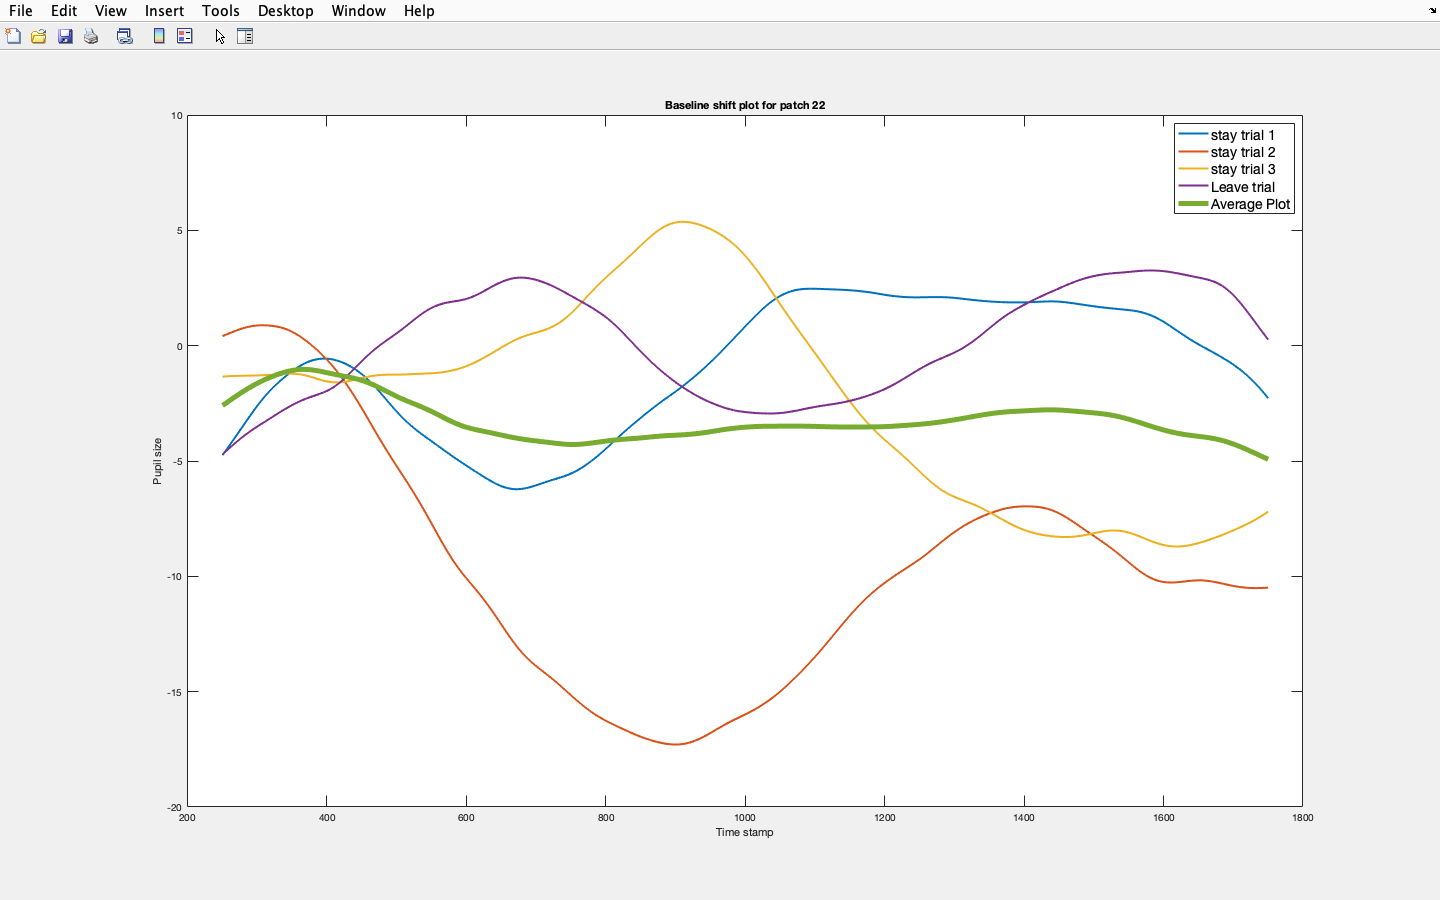 File Edit View Insert Tools Desktop Window Help
Baseline shift plot for patch 22
10
5
0
-5
-10
-15
-20
Pupil size
stay trial 1
stay trial 2
stay trial 3
Leave trial
Average Plot
200 400 600 800 1000 1200 1400 1600 1800
Time stamp